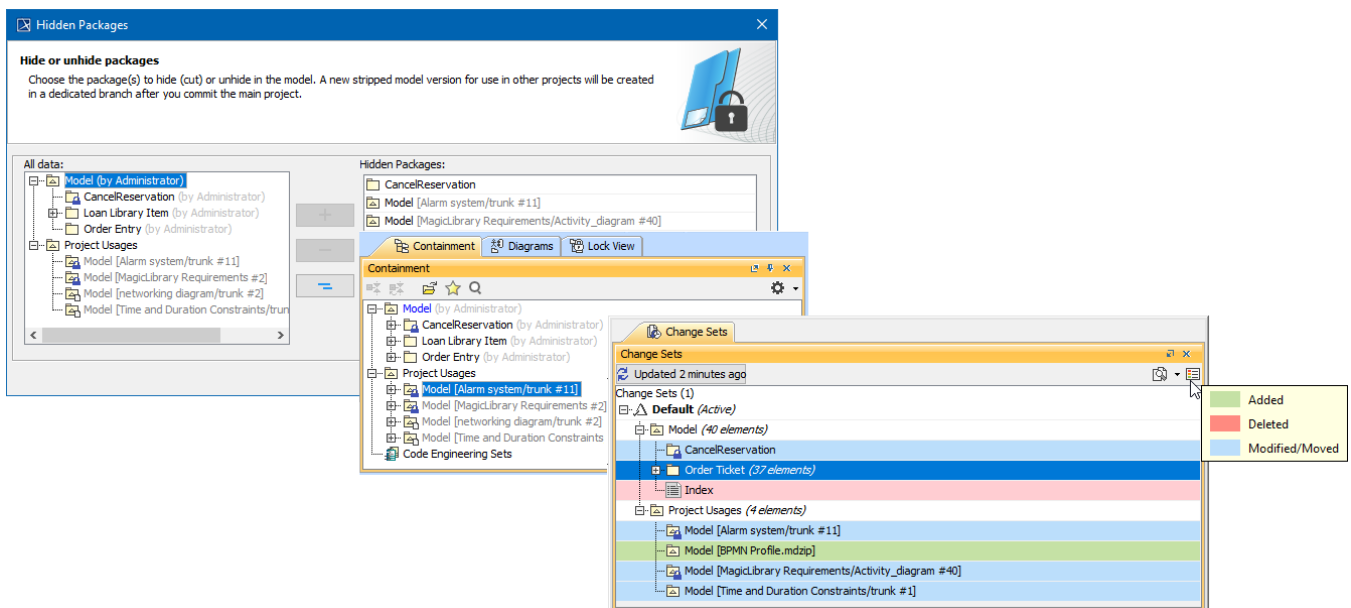 Hidden Packages
Hide or unhide packages
Choose the package(s) to hide (cut) or unhide in the model. A new stripped model version for use in other projects will be created
in a dedicated branch after you commit the main project.
All data:
Model (by Administrator)
CancelReservation (by Administrator)
Loan Library Item (by Administrator)
Order Entry (by Administrator)
Project Usages
Model [Alarm system/trunk #11]
Model [MagicLibrary Requirements #2]
Model [networking diagram/trunk #2]
Model [Time and Duration Constraints/trun
Hidden Packages:
CancelReservation
Model [Alarm system/trunk #11]
Model [MagicLibrary Requirements/Activity_diagram #40]
Containment
Diagrams
Lock View
Containment
Model (by Administrator)
CancelReservation (by Administrator)
Loan Library Item (by Administrator)
Order Entry (by Administrator)
Project Usages
Model [Alarm system/trunk #11]
Model [MagicLibrary Requirements #2]
Model [networking diagram/trunk #2]
Model [Time and Duration Constraints
Code Engineering Sets
Change Sets
Change Sets
Updated 2 minutes ago
Change Sets (1)
Default (Active)
Model (40 elements)
CancelReservation
Order Ticket (37 elements)
Index
Project Usages (4 elements)
Model [Alarm system/trunk #11]
Model [BPMN Profile.mdzip]
Model [MagicLibrary Requirements/Activity_diagram #40]
Model [Time and Duration Constraints/trunk #1]
Added
Deleted
Modified/Moved